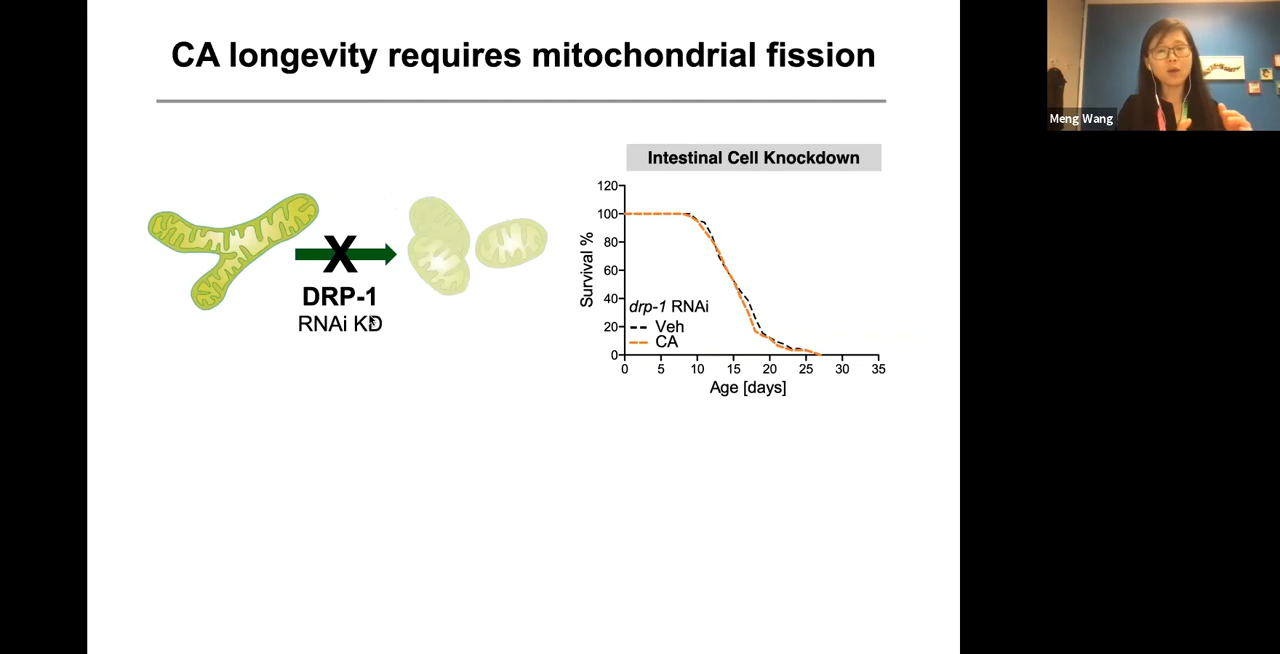 CA longevity requires mitochondrial fission
Meng Wang
X
DRP-1
RNAi KD
Intestinal Cell Knockdown
120
100
80
60
40
20
0
Survival %
drp-1 RNAi
Veh
CA
0 5 10 15 20 25 30 35
Age [days]